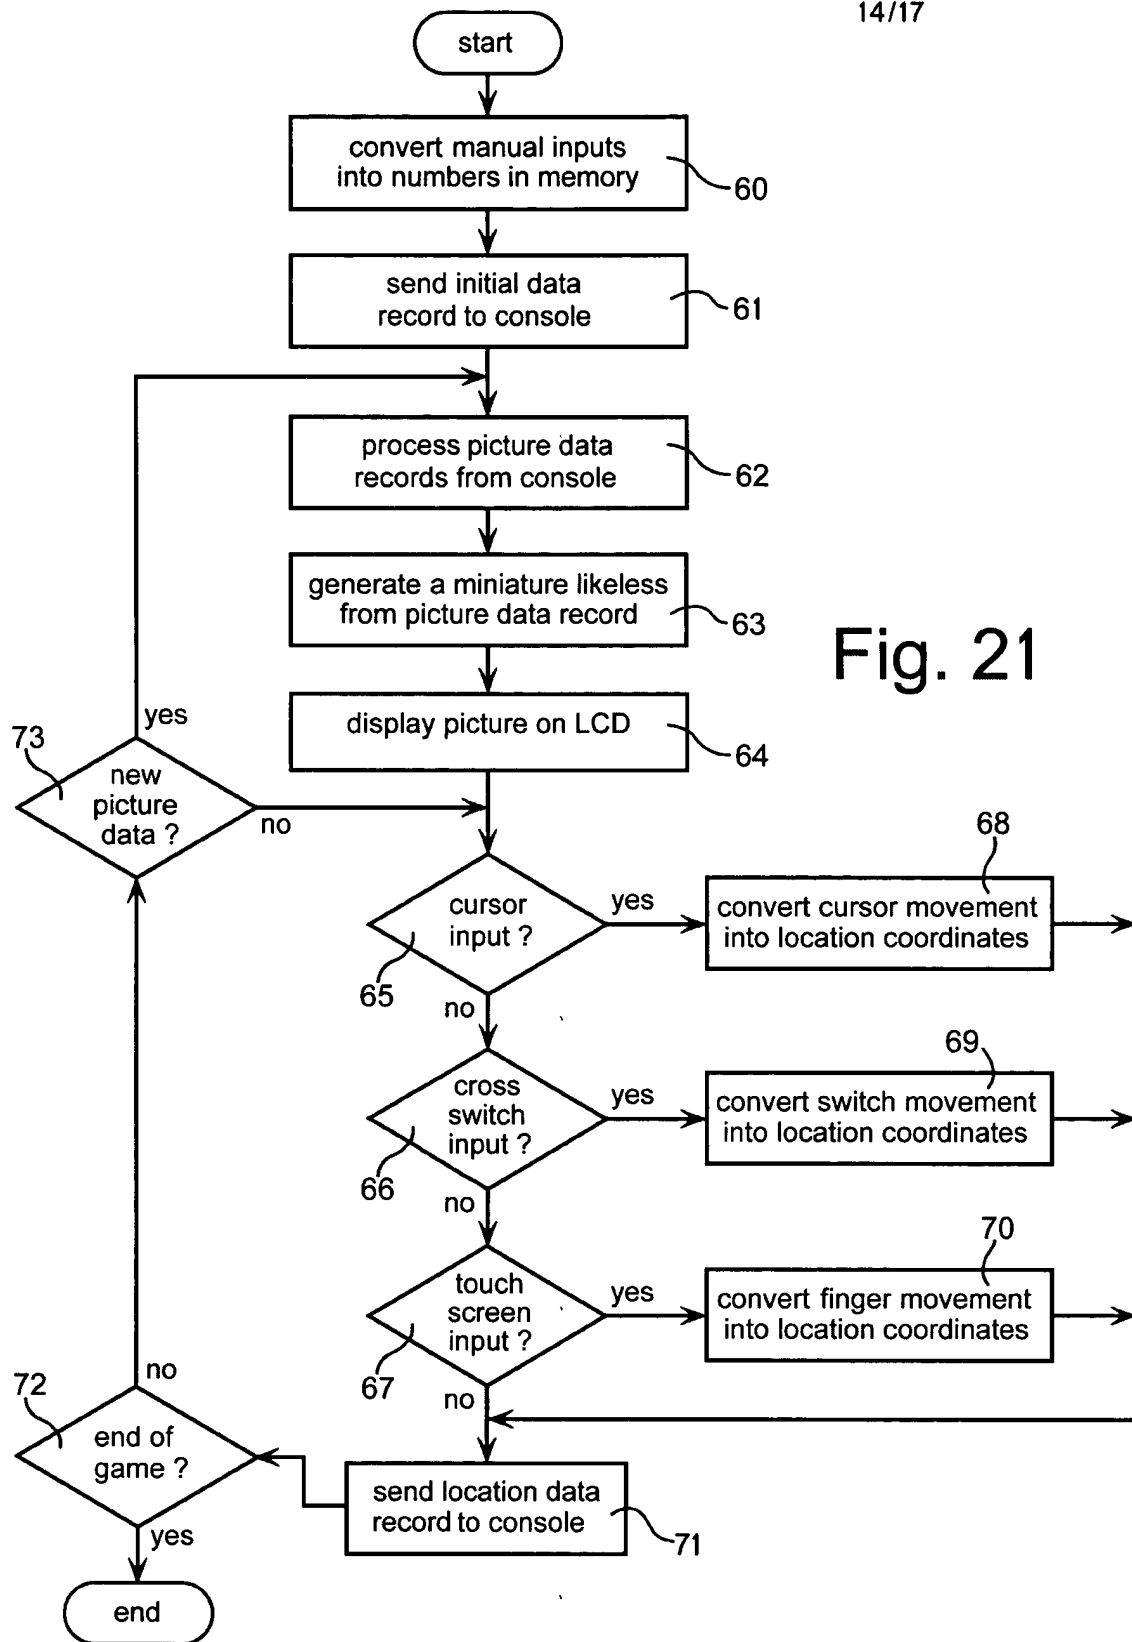 14/17
start
convert manual inputs
into numbers in memory
60
send initial data
record to console
61
process picture data
records from console
62
generate a miniature likeless
from picture data record
63
Fig. 21
display picture on LCD
64
yes
73
new
picture
data ?
no
68
cursor
input ?
yes
convert cursor movement
into location coordinates
65
no
69
cross
switch
input ?
yes
convert switch movement
into location coordinates
66
no
70
touch
screen
input ?
yes
convert finger movement
into location coordinates
67
no
no
72
end of
game ?
send location data
record to console
71
yes
end